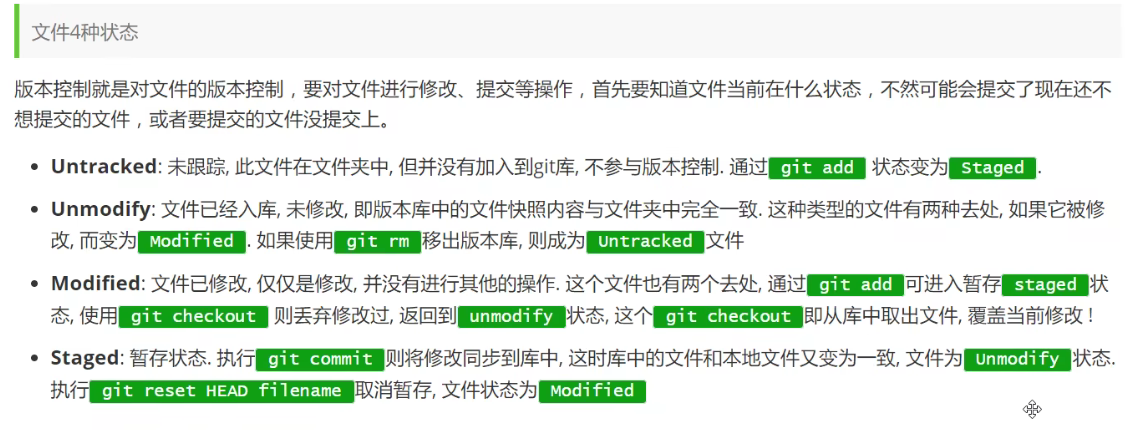 文件4种状态
版本控制就是对文件的版本控制，要对文件进行修改、提交等操作，首先要知道文件当前在什么状态，不然可能会提交了现在还不
想提交的文件，或者要提交的文件没提交上。
• Untracked: 未跟踪, 此文件在文件夹中, 但并没有加入到git库, 不参与版本控制. 通过 git add 状态变为 Staged .
• Unmodify: 文件已经入库, 未修改, 即版本库中的文件快照内容与文件夹中完全一致. 这种类型的文件有两种去处, 如果它被修
改, 而变为 Modified . 如果使用 git rm 移出版本库, 则成为 Untracked 文件
• Modified: 文件已修改, 仅仅是修改, 并没有进行其他的操作. 这个文件也有两个去处, 通过 git add 可进入暂存 staged 状
态, 使用 git checkout 则丢弃修改过, 返回到 unmodify 状态, 这个 git checkout 即从库中取出文件, 覆盖当前修改 !
• Staged: 暂存状态. 执行 git commit 则将修改同步到库中, 这时库中的文件和本地文件又变为一致, 文件为 Unmodify 状态.
执行 git reset HEAD filename 取消暂存, 文件状态为 Modified